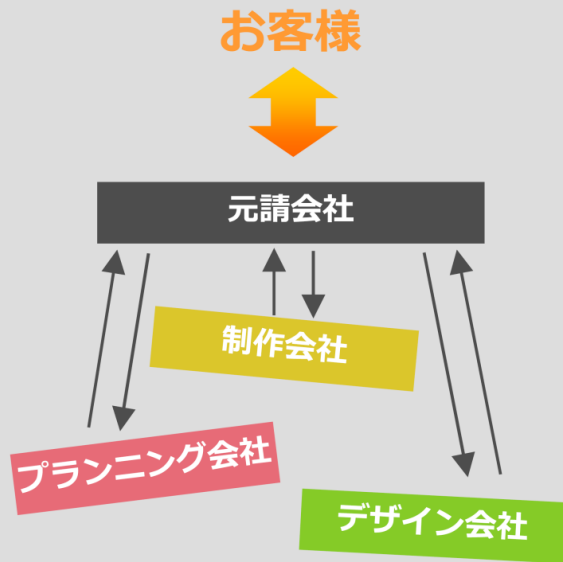 お客様
元請会社
制作会社
プランニング会社
デザイン会社